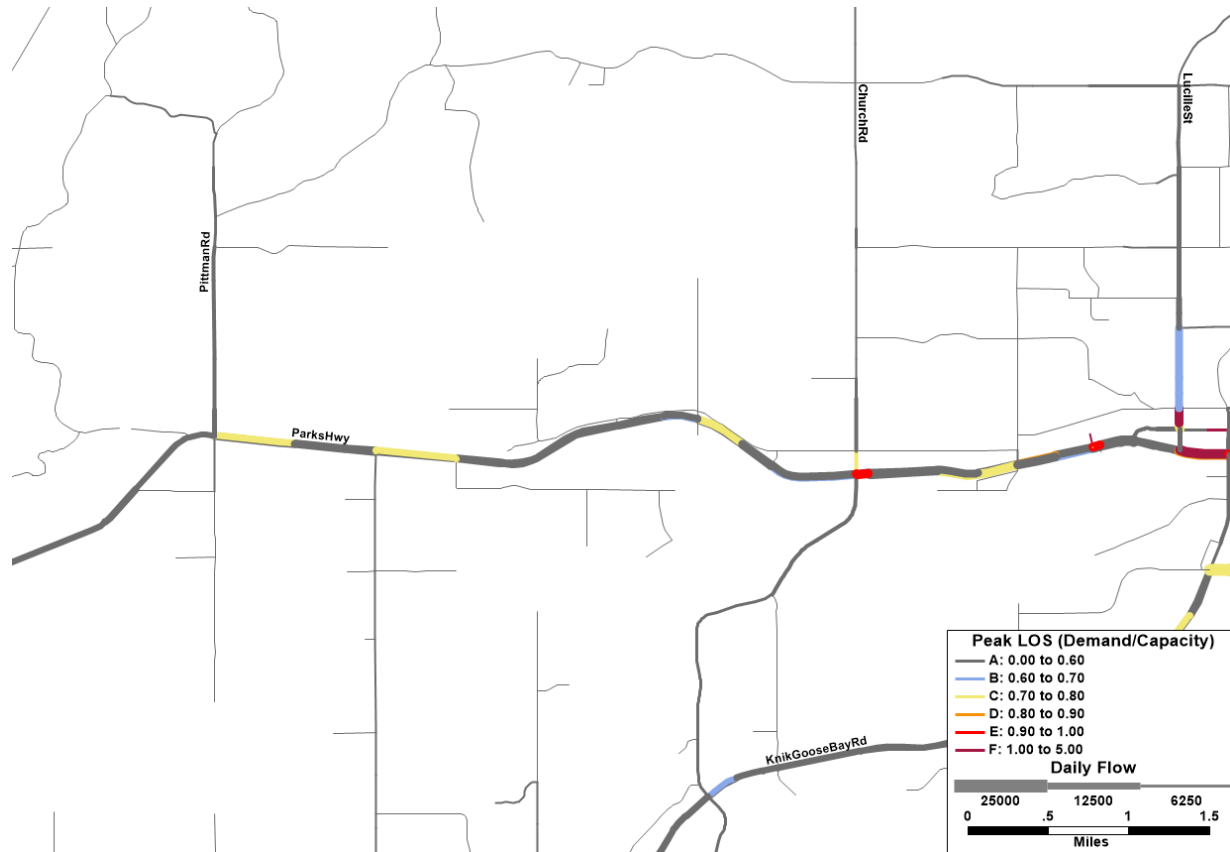 ChurchRd
LucilleSt
PittmanRd
ParksHwy
KnikGooseBayRd
Peak LOS (Demand/Capacity)
A: 0.00 to 0.60
B: 0.60 to 0.70
C: 0.70 to 0.80
D: 0.80 to 0.90
E: 0.90 to 1.00
F: 1.00 to 5.00
Daily Flow
25000 12500 6250
0 .5 1 1.5
Miles